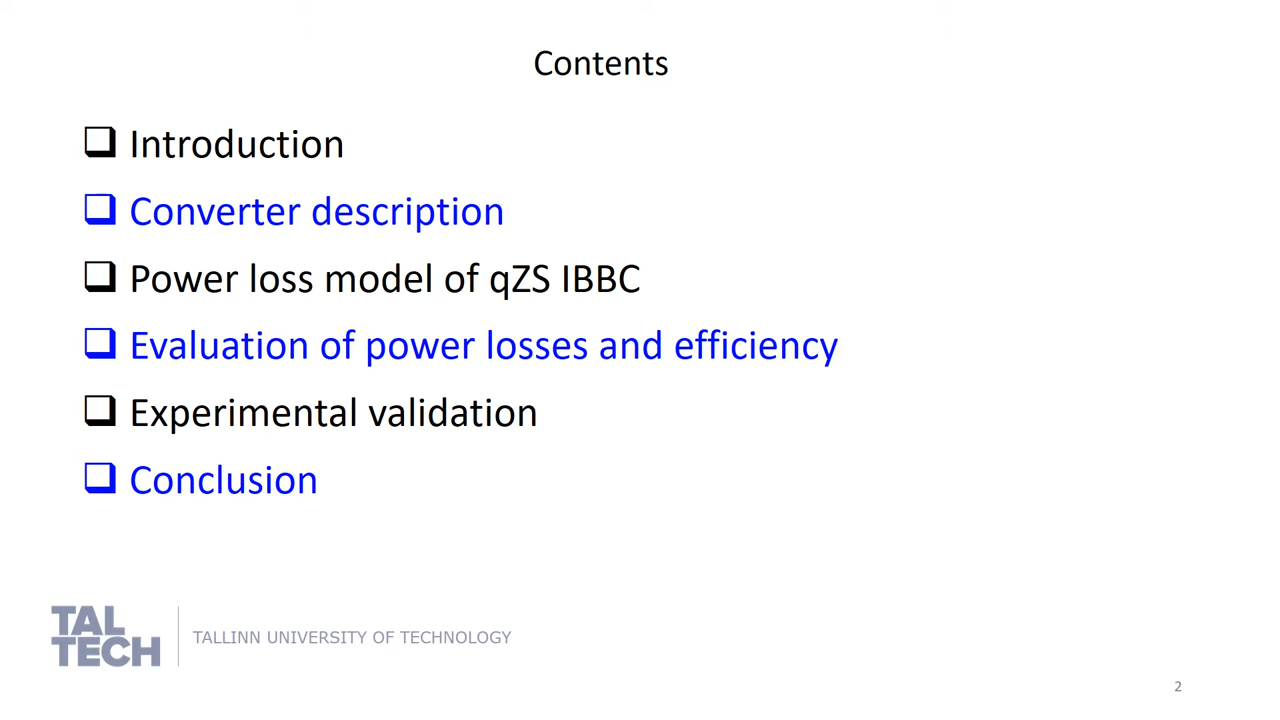 Contents
❑ Introduction
❑ Converter description
❑ Power loss model of qZS IBBC
❑ Evaluation of power losses and efficiency
❑ Experimental validation
❑ Conclusion
TAL
TECH
TALLINN UNIVERSITY OF TECHNOLOGY
2